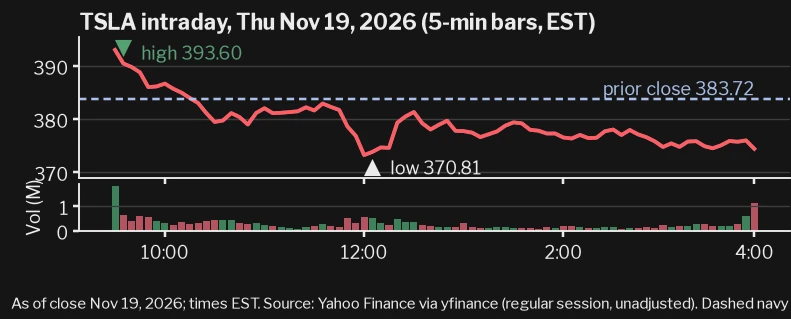 TSLA intraday, Thu Nov 19, 2026 (5-min bars, EST)
high 393.60
390
prior close 383.72
380
low 370.81
370
Vol (M)
1
0
10:00 12:00 2:00 4:00
As of close Nov 19, 2026; times EST. Source: Yahoo Finance via yfinance (regular session, unadjusted). Dashed navy